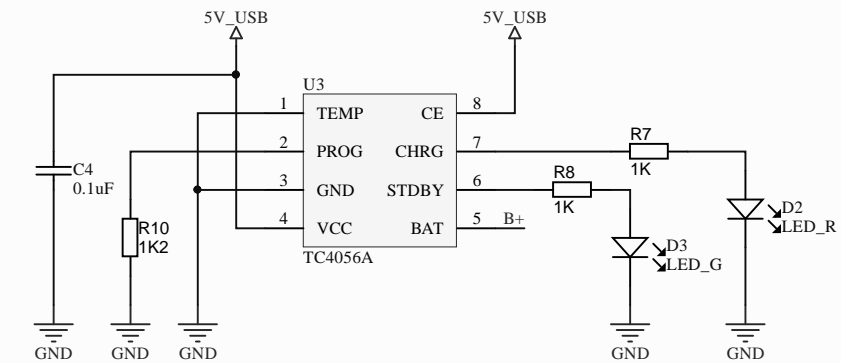 5V_USB
5V_USB
U3
1 TEMP CE 8
2 PROG CHRG 7
3 GND STDBY 6
4 VCC BAT 5 B+
TC4056A
C4
0.1uF
R10
1K2
R7
1K
R8
1K
D2
LED_R
D3
LED_G
GND
GND
GND
GND
GND